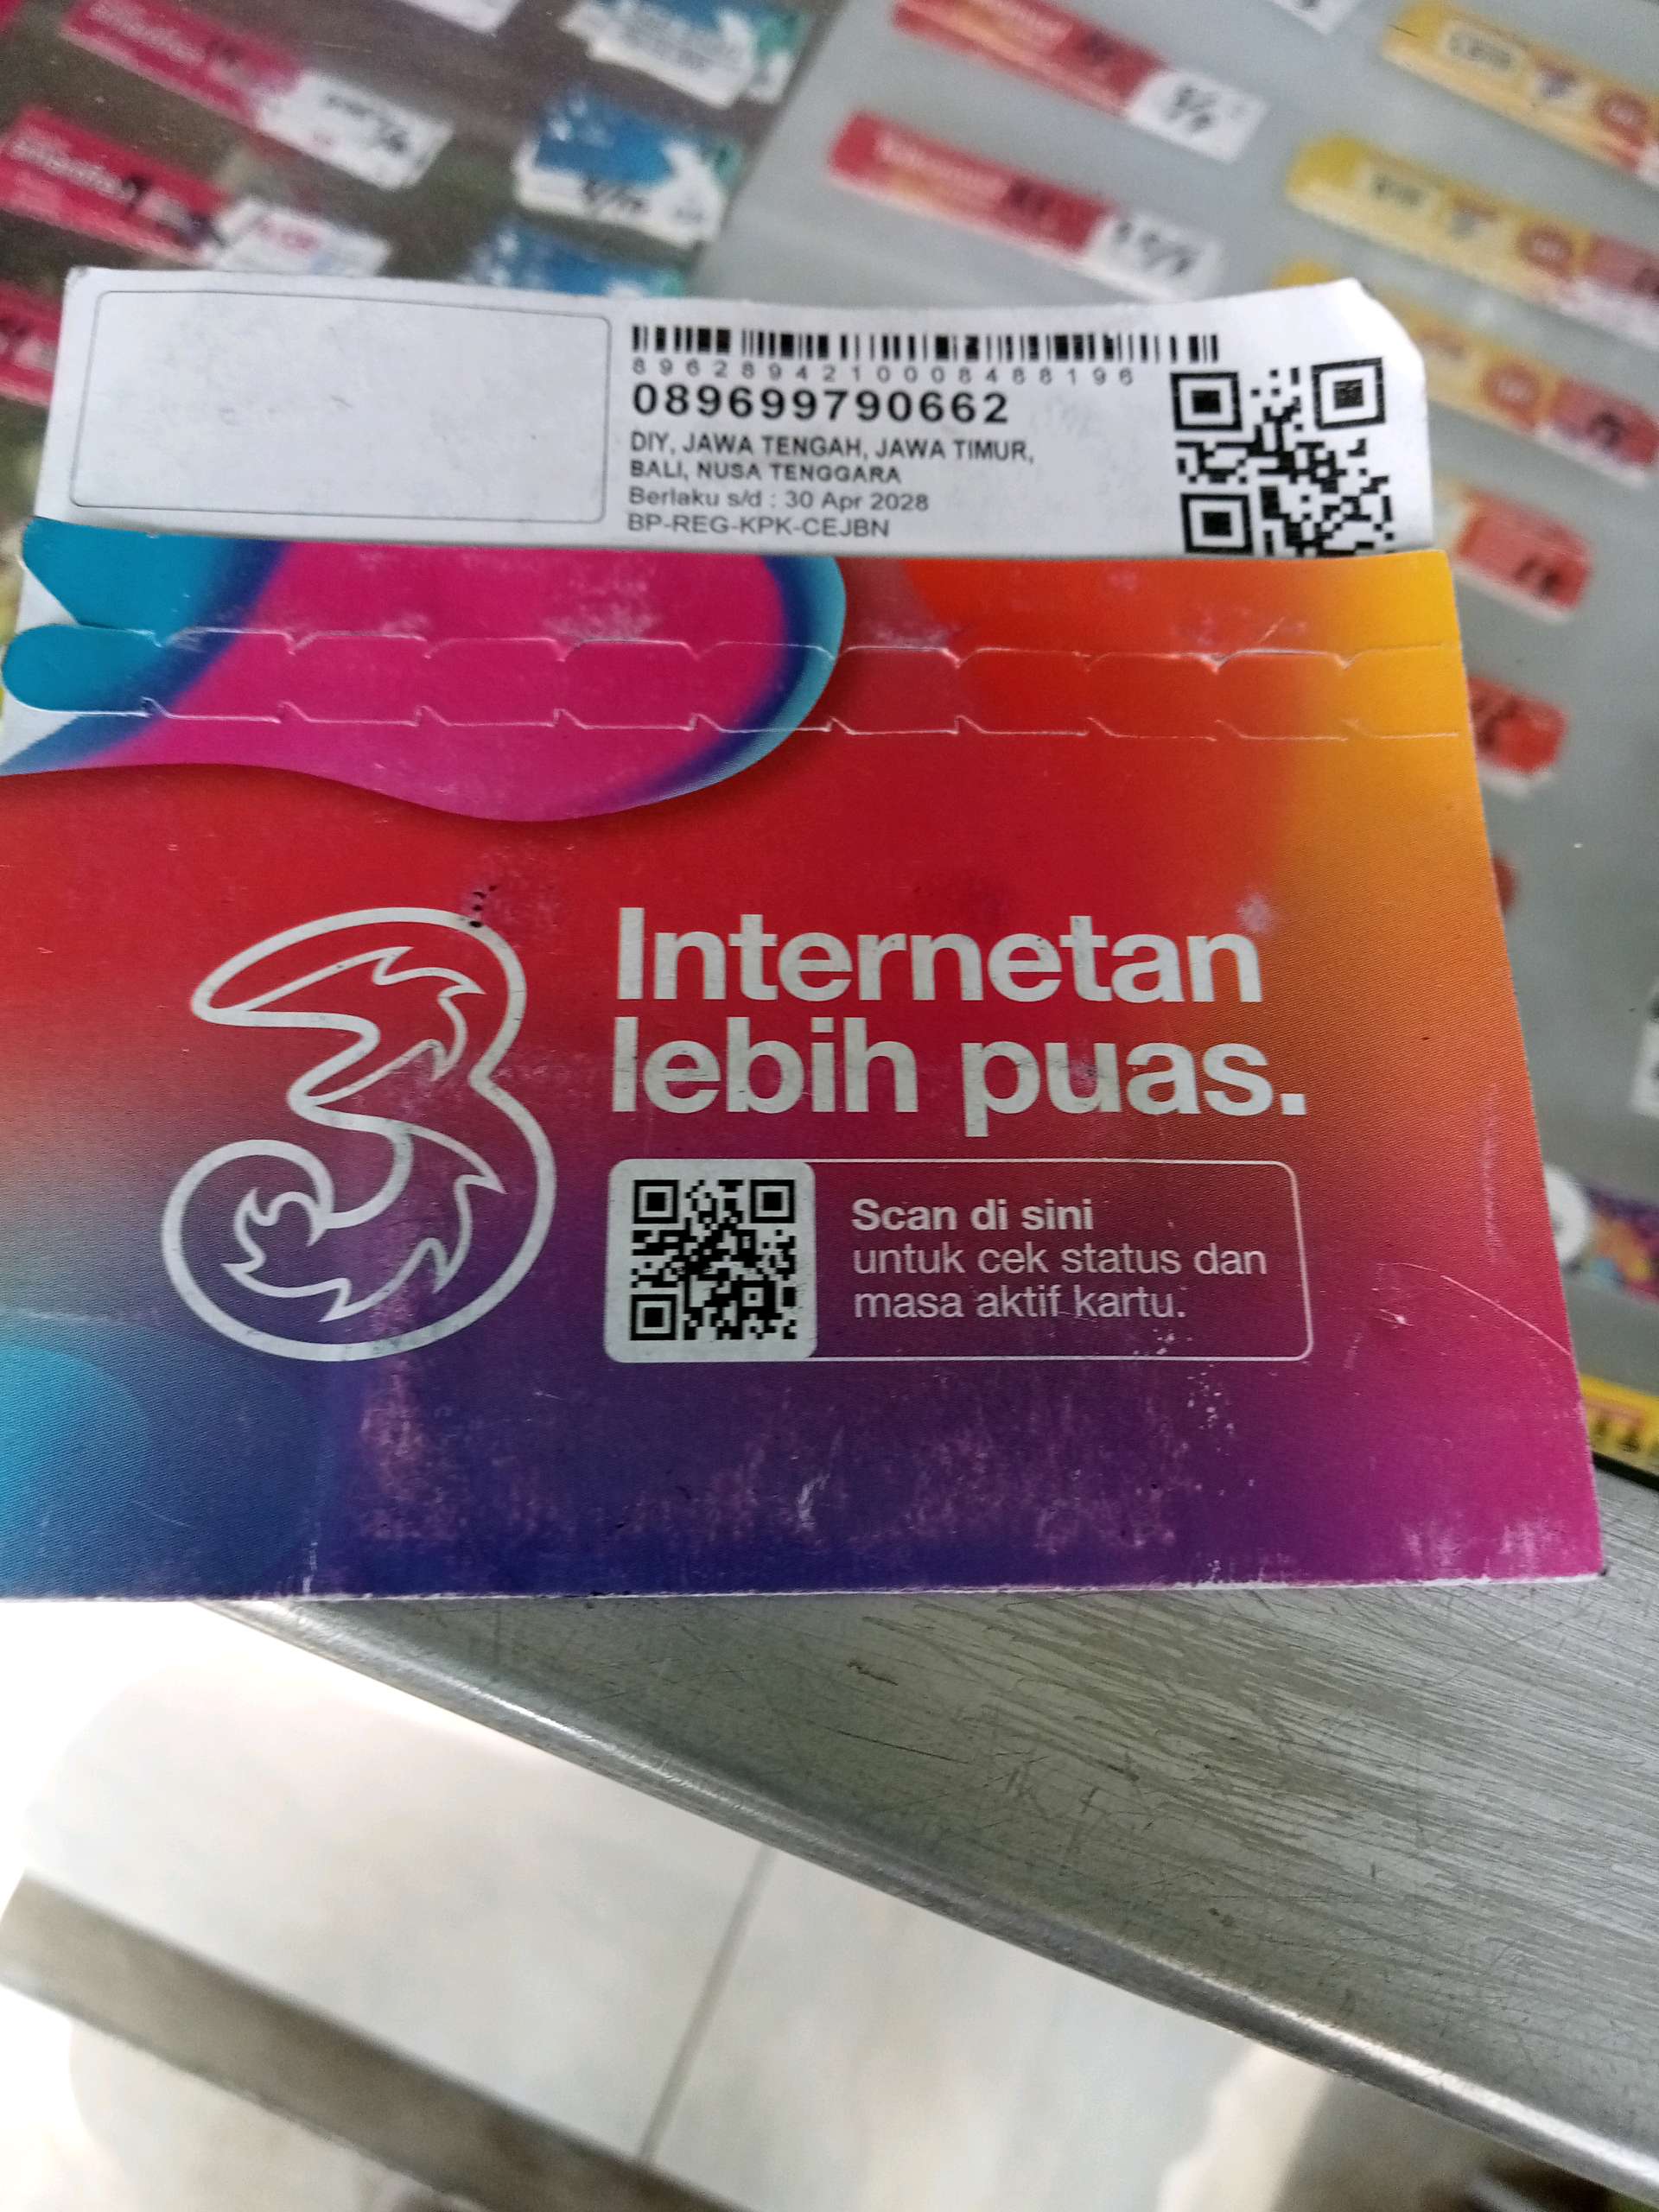 8962894210008468196
089699790662
DIY, JAWA TENGAH, JAWA TIMUR,
BALI, NUSA TENGGARA
Berlaku s/d : 30 Apr 2028
BP-REG-KPK-CEJBN
3
Internetan
lebih puas.
Scan di sini
untuk cek status dan
masa aktif kartu.